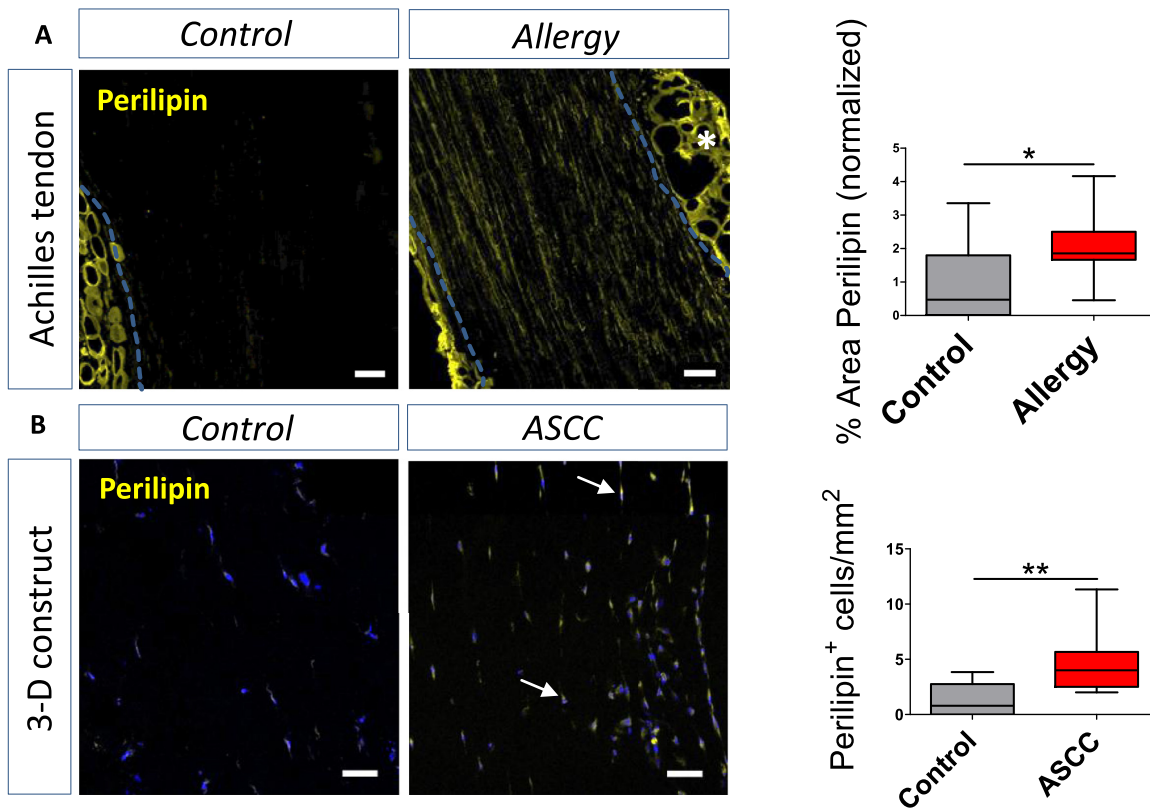 A
Control
Allergy
Achilles tendon
Perilipin
*
% Area Perilipin (normalized)
5
4
3
2
1
0
*
Control
Allergy
B
Control
ASCC
3-D construct
Perilipin
Perilipin⁺ cells/mm²
15
10
5
0
**
Control
ASCC